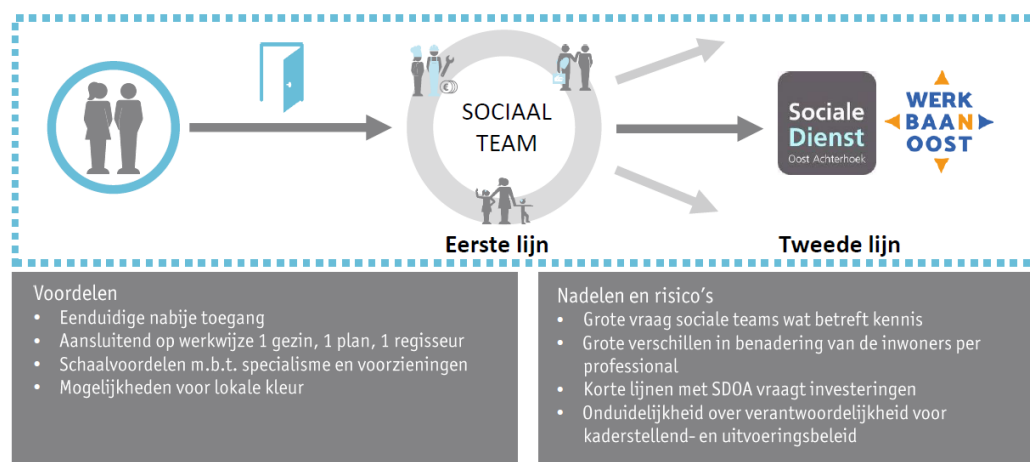 SOCIAAL
TEAM
Eerste lijn
Sociale
Dienst
Oost Achterhoek
WERK
BAAN
OOST
Tweede lijn
Voordelen
• Eenduidige nabije toegang
• Aansluitend op werkwijze 1 gezin, 1 plan, 1 regisseur
• Schaalvoordelen m.b.t. specialisme en voorzieningen
• Mogelijkheden voor lokale kleur
Nadelen en risico's
• Grote vraag sociale teams wat betreft kennis
• Grote verschillen in benadering van de inwoners per
professional
• Korte lijnen met SDOA vraagt investeringen
• Onduidelijkheid over verantwoordelijkheid voor
kaderstellend- en uitvoeringsbeleid